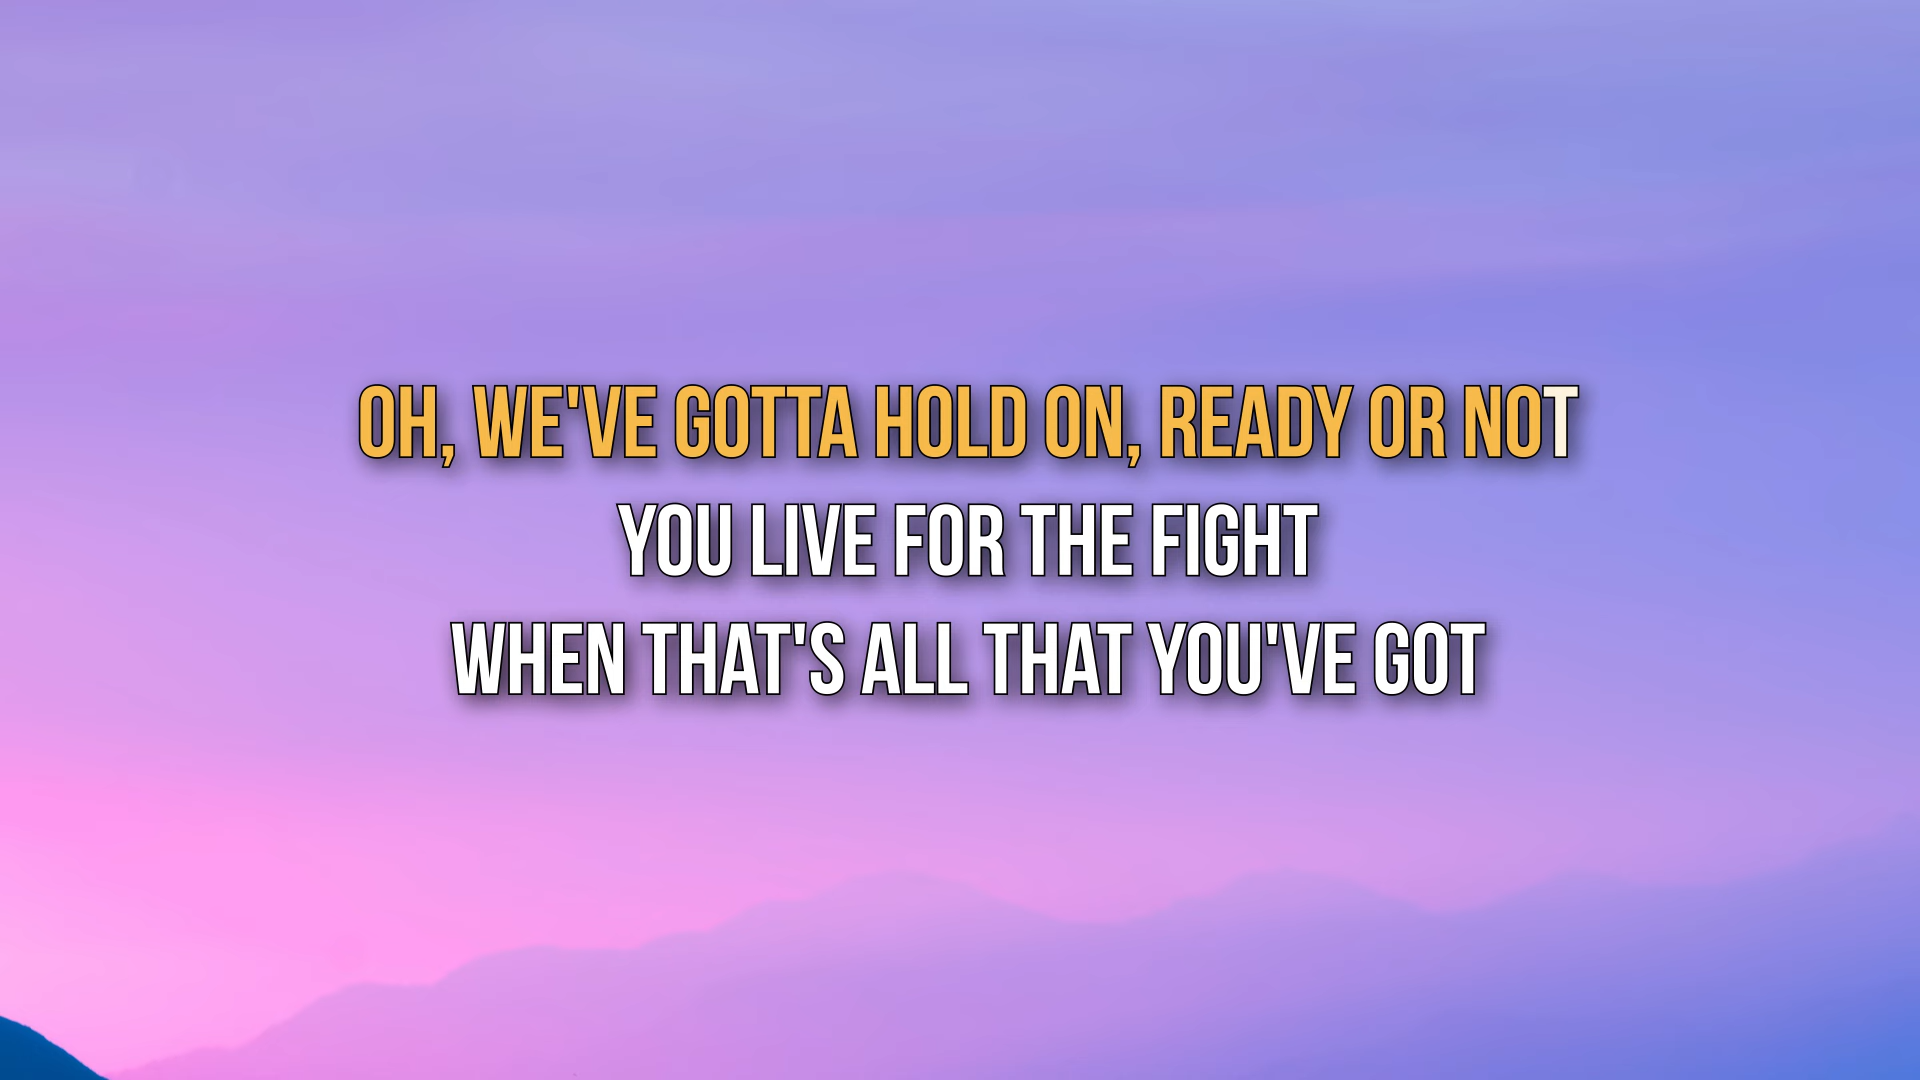 OH, WE'VE GOTTA HOLD ON, READY OR NOT
YOU LIVE FOR THE FIGHT
WHEN THAT'S ALL THAT YOU'VE GOT